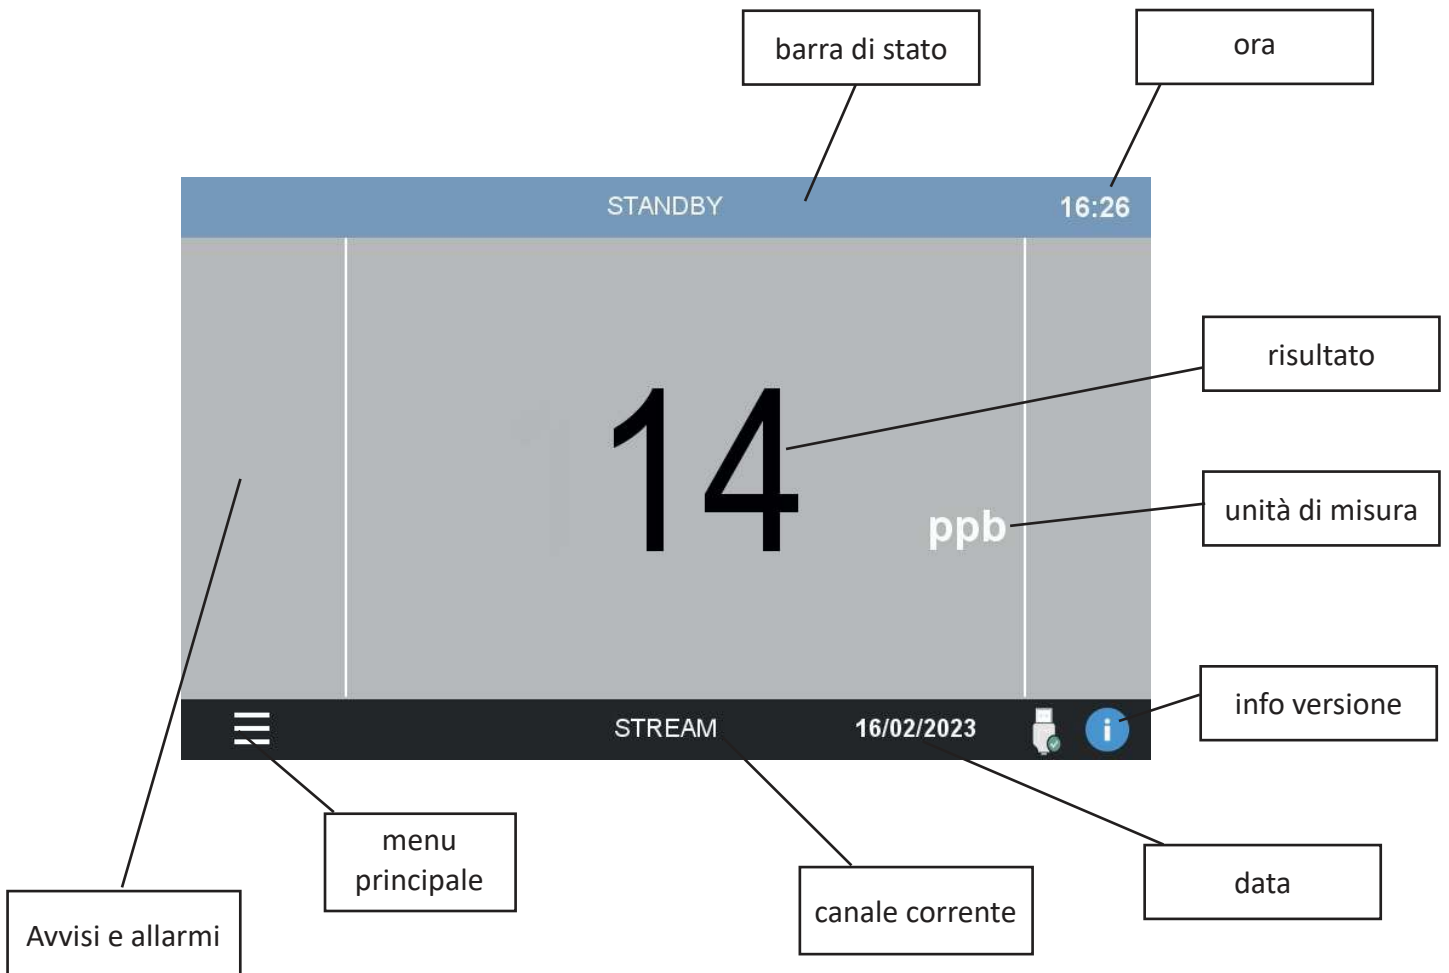 barra di stato
ora
STANDBY
16:26
risultato
14
unità di misura
ppb
info versione
STREAM
16/02/2023
i
menu
principale
data
canale corrente
Avvisi e allarmi